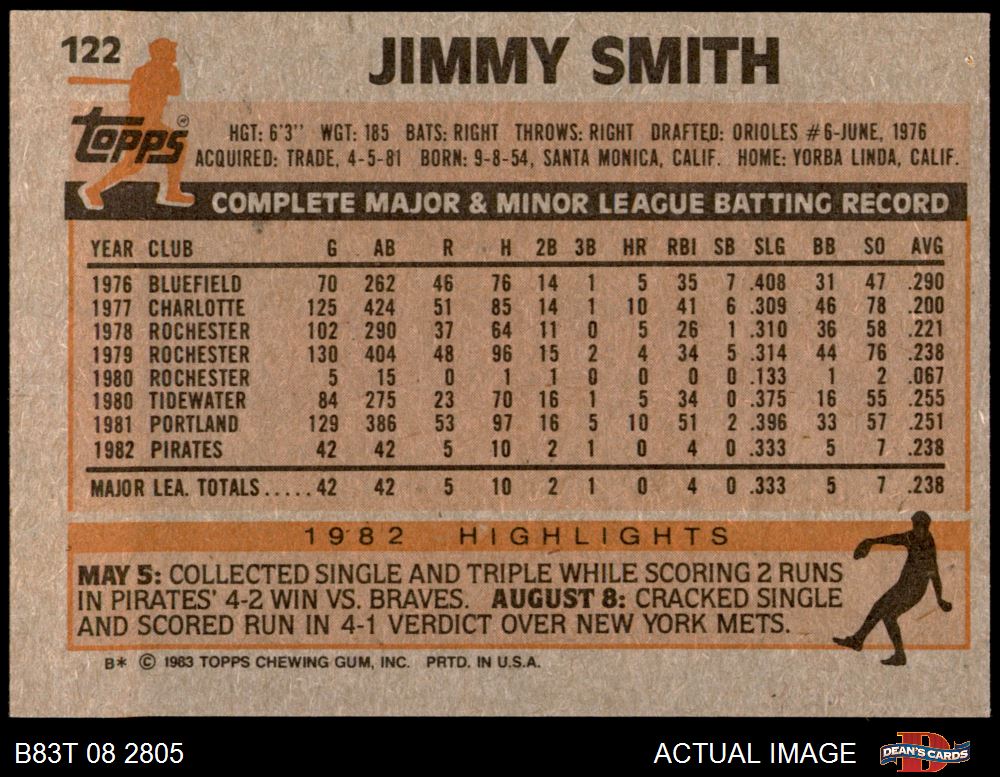 122
JIMMY SMITH
Topps®
HGT: 6'3" WGT: 185 BATS: RIGHT THROWS: RIGHT DRAFTED: ORIOLES #6-JUNE, 1976
ACQUIRED: TRADE, 4-5-81 BORN: 9-8-54, SANTA MONICA, CALIF. HOME: YORBA LINDA, CALIF.
COMPLETE MAJOR & MINOR LEAGUE BATTING RECORD
YEAR CLUB G AB R H 2B 3B HR RBI SB SLG BB SO AVG
1976 BLUEFIELD 70 262 46 76 14 1 5 35 7 .408 31 47 .290
1977 CHARLOTTE 125 424 51 85 14 1 10 41 6 .309 46 78 .200
1978 ROCHESTER 102 290 37 64 11 0 5 26 1 .310 36 58 .221
1979 ROCHESTER 130 404 48 96 15 2 4 34 5 .314 44 76 .238
1980 ROCHESTER 5 15 0 1 1 0 0 0 0 .133 1 2 .067
1980 TIDEWATER 84 275 23 70 16 1 5 34 0 .375 16 55 .255
1981 PORTLAND 129 386 53 97 16 5 10 51 2 .396 33 57 .251
1982 PIRATES 42 42 5 10 2 1 0 4 0 .333 5 7 .238
MAJOR LEA. TOTALS.....42 42 5 10 2 1 0 4 0 .333 5 7 .238
1982 HIGHLIGHTS
MAY 5: COLLECTED SINGLE AND TRIPLE WHILE SCORING 2 RUNS
IN PIRATES' 4-2 WIN VS. BRAVES. AUGUST 8: CRACKED SINGLE
AND SCORED RUN IN 4-1 VERDICT OVER NEW YORK METS.
B* © 1983 TOPPS CHEWING GUM, INC. PRTD. IN U.S.A.
B83T 08 2805 ACTUAL IMAGE D DEAN'S CARDS